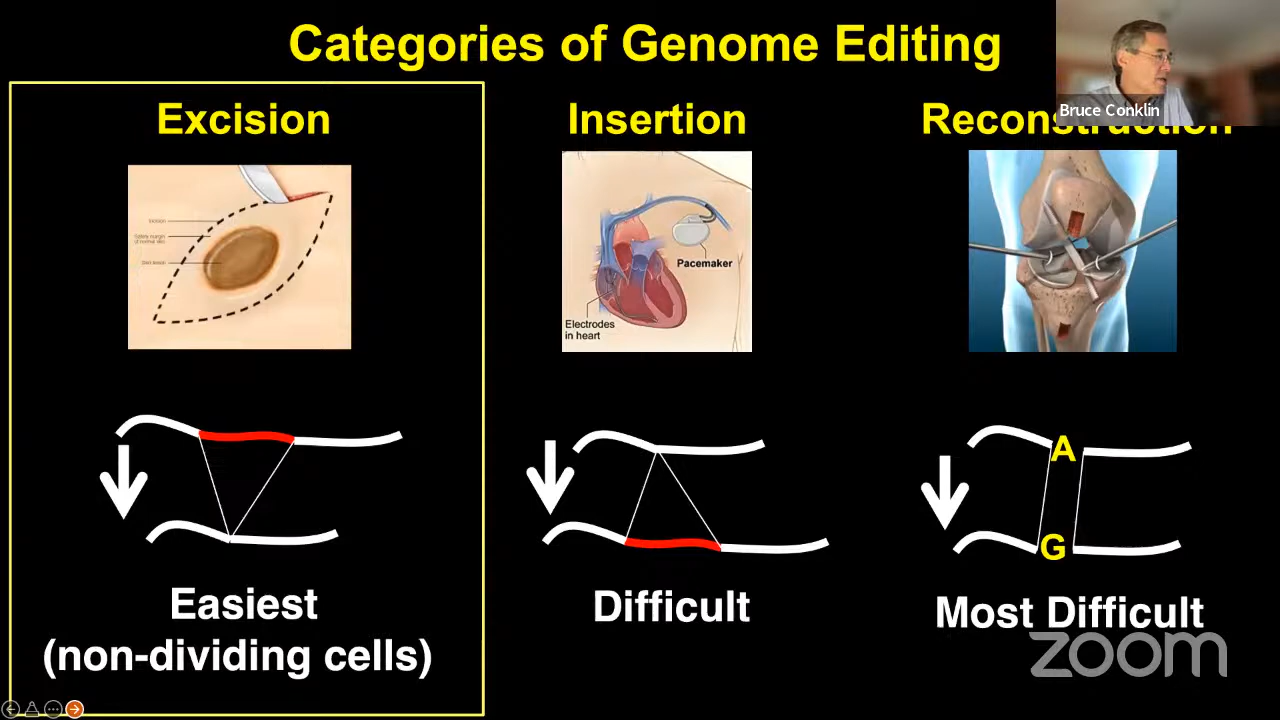 Categories of Genome Editing
Bruce Conklin
Excision
Insertion
Reconstruction
Excision
Safety margin
of normal skin
Skin lesion
Pacemaker
Electrodes
in heart
A
G
Easiest
(non-dividing cells)
Difficult
Most Difficult
zoom